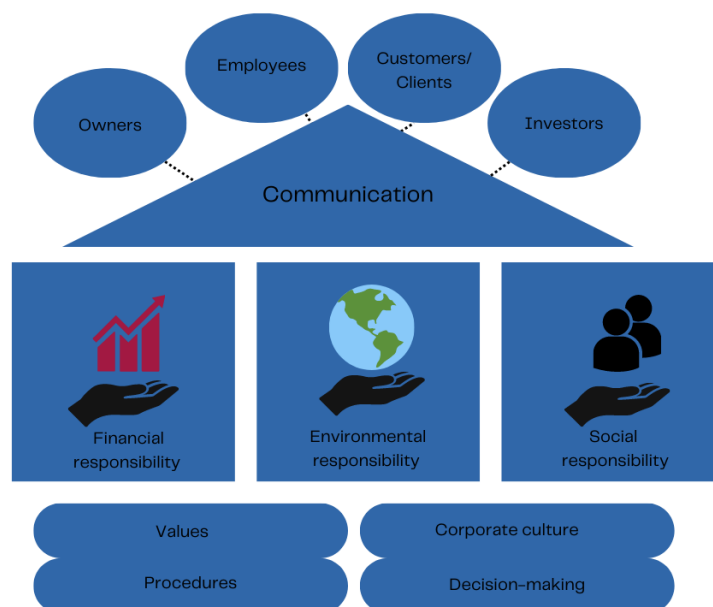 Employees
Customers/
Clients
Owners
Investors
Communication
Financial
responsibility
Environmental
responsibility
Social
responsibility
Values
Corporate culture
Procedures
Decision-making